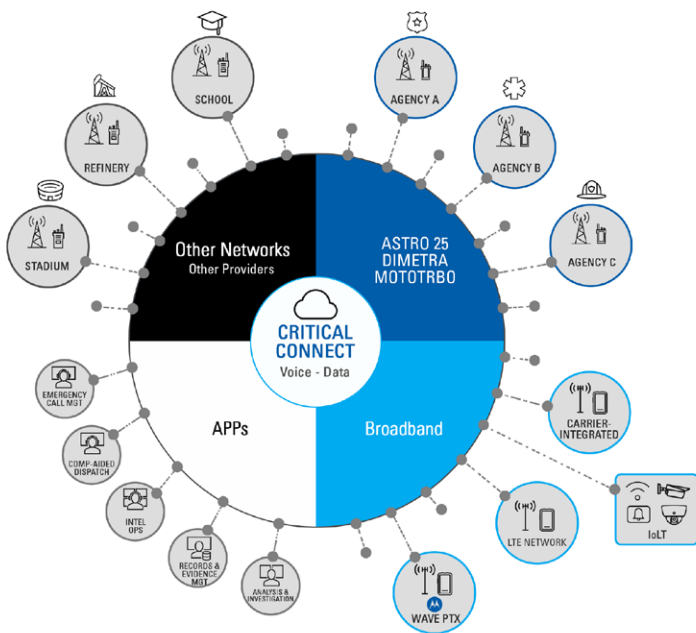 SCHOOL
AGENCY A
REFINERY
AGENCY B
STADIUM
AGENCY C
Other Networks
Other Providers
ASTRO 25
DIMETRA
MOTOTRBO
CRITICAL
CONNECT
Voice - Data
APPs
Broadband
EMERGENCY
CALL MGT
COMP-AIDED
DISPATCH
INTEL
OPS
RECORDS &
EVIDENCE
MGT
ANALYSIS &
INVESTIGATION
WAVE PTX
LTE NETWORK
CARRIER-
INTEGRATED
IoLT